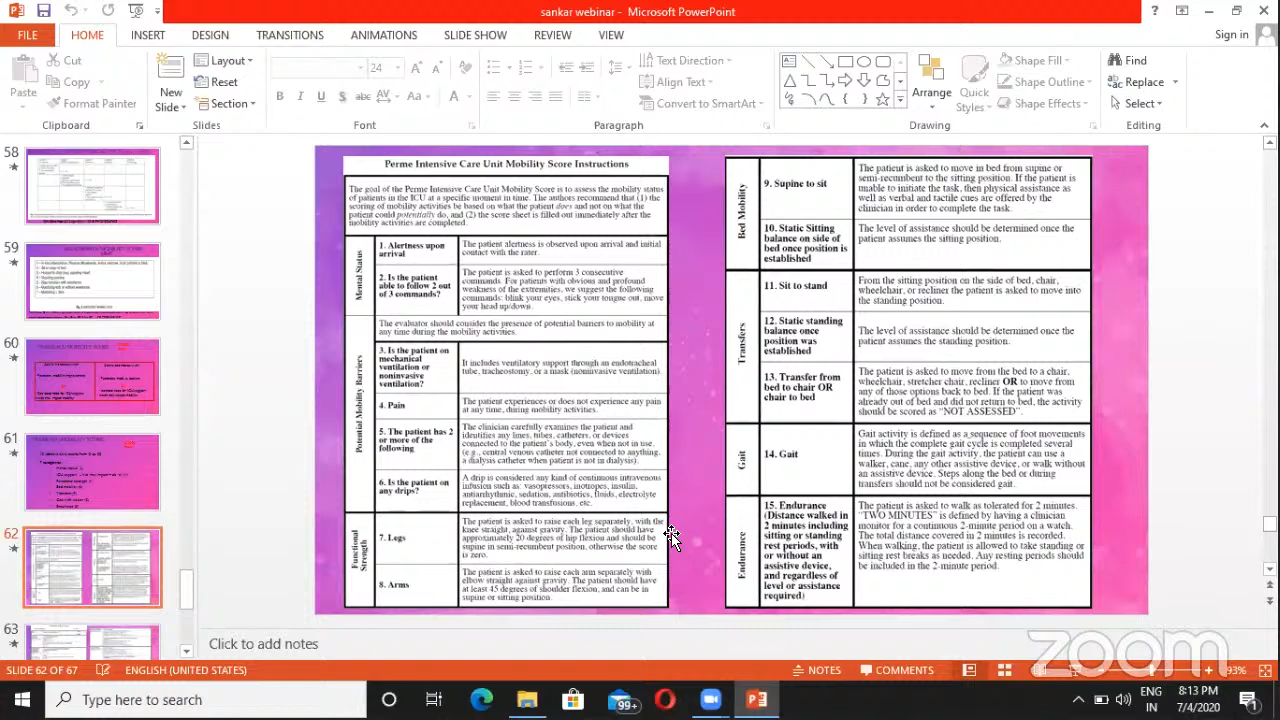 sankar webinar - Microsoft PowerPoint
FILE HOME INSERT DESIGN TRANSITIONS ANIMATIONS SLIDE SHOW REVIEW VIEW Sign in
Paste
Cut
Copy
Format Painter
Clipboard
New Slide
Layout
Reset
Section
Slides
24
B I U S abc AV Aa A
Font
Text Direction
Align Text
Convert to SmartArt
Paragraph
Arrange
Quick Styles
Shape Fill
Shape Outline
Shape Effects
Drawing
Find
Replace
Select
Editing
58
59
60
61
62
63
Perme Intensive Care Unit Mobility Score Instructions
The goal of the Perme Intensive Care Unit Mobility Score is to assess the mobility status
of patients in the ICU at a specific moment in time. The authors recommend that (1) the
scoring of mobility activities be based on what the patient does and not on what the
patient could potentially do, and (2) the score sheet is filled out immediately after the
mobility activities are completed.
Mental Status
1. Alertness upon
arrival
The patient alertness is observed upon arrival and initial
contact with the rater.
2. Is the patient
able to follow 2 out
of 3 commands?
The patient is asked to perform 3 consecutive
commands. For patients with obvious and profound
weakness of the extremities, we suggest the following
commands: blink your eyes, stick your tongue out, move
your head up/down.
Potential Mobility Barriers
The evaluator should consider the presence of potential barriers to mobility at
any time during the mobility activities.
3. Is the patient on
mechanical
ventilation or
noninvasive
ventilation?
It includes ventilatory support through an endotracheal
tube, tracheostomy, or a mask (noninvasive ventilation).
4. Pain
The patient experiences or does not experience any pain
at any time, during mobility activities.
5. The patient has 2
or more of the
following
The clinician carefully examines the patient and
identifies any lines, tubes, catheters, or devices
connected to the patient's body, even when not in use.
(e.g., central venous catheter not connected to anything,
a dialysis catheter when patient is not in dialysis).
6. Is the patient on
any drips?
A drip is considered any kind of continuous intravenous
infusion such as: vasopressors, inotropes, insulin,
antiarrhythmic, sedation, antibiotics, fluids, electrolyte
replacement, blood transfusions, etc.
Functional
Strength
7. Legs
The patient is asked to raise each leg separately, with the
knee straight, against gravity. The patient should have
approximately 20 degrees of hip flexion and should be
supine in semi-recumbent position, otherwise the score
is zero.
8. Arms
The patient is asked to raise each arm separately with
elbow straight against gravity. The patient should have
at least 45 degrees of shoulder flexion, and can be in
supine or sitting position.
Bed Mobility
9. Supine to sit
The patient is asked to move in bed from supine or
semi-recumbent to the sitting position. If the patient is
unable to initiate the task, then physical assistance as
well as verbal and tactile cues are offered by the
clinician in order to complete the task.
10. Static Sitting
balance on side of
bed once position is
established
The level of assistance should be determined once the
patient assumes the sitting position.
Transfers
11. Sit to stand
From the sitting position on the side of bed, chair,
wheelchair, or recliner the patient is asked to move into
the standing position.
12. Static standing
balance once
position was
established
The level of assistance should be determined once the
patient assumes the standing position.
13. Transfer from
bed to chair OR
chair to bed
The patient is asked to move from the bed to a chair,
wheelchair, stretcher chair, recliner OR to move from
any of those options back to bed. If the patient was
already out of bed and did not return to bed, the activity
should be scored as "NOT ASSESSED".
Gait
14. Gait
Gait activity is defined as a sequence of foot movements
in which the complete gait cycle is completed several
times. During the gait activity, the patient can use a
walker, cane, any other assistive device, or walk without
an assistive device. Steps along the bed or during
transfers should not be considered gait.
Endurance
15. Endurance
(Distance walked in
2 minutes including
sitting or standing
rest periods, with
or without an
assistive device,
and regardless of
level or assistance
required)
The patient is asked to walk as tolerated for 2 minutes.
"TWO MINUTES" is defined by having a clinician
monitor for a continuous 2-minute period on a watch.
The total distance covered in 2 minutes is recorded.
When walking, the patient is allowed to take standing or
sitting rest breaks as needed. Any resting periods should
be included in the 2-minute period.
Click to add notes
zoom
SLIDE 62 OF 67 ENGLISH (UNITED STATES) NOTES COMMENTS 93%
Type here to search
99+
ENG
IN
8:13 PM
7/4/2020
1